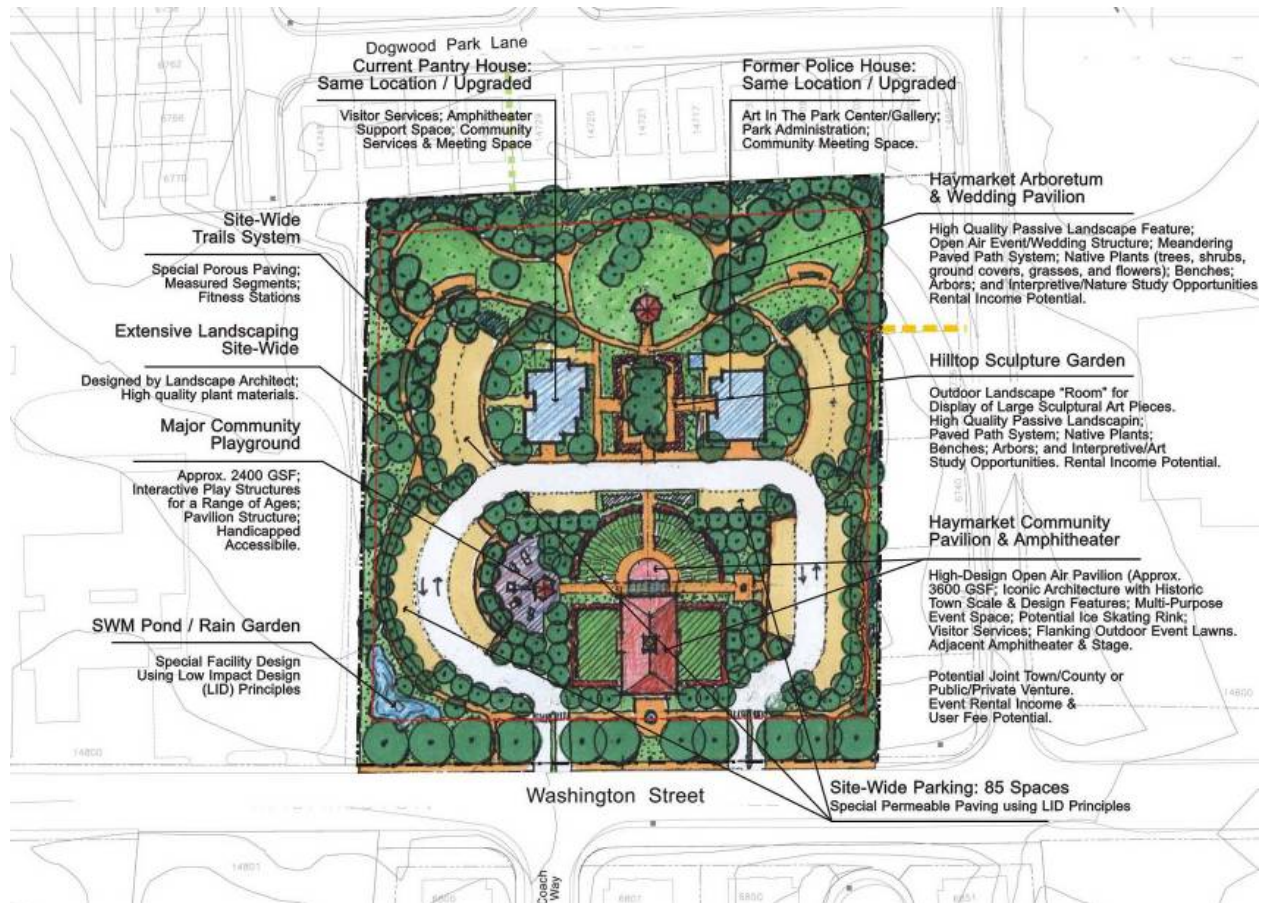 Dogwood Park Lane
Current Pantry House:
Same Location / Upgraded
Visitor Services; Amphitheater
Support Space; Community
Services & Meeting Space
Former Police House:
Same Location / Upgraded
Art In The Park Center/Gallery;
Park Administration;
Community Meeting Space.
Haymarket Arboretum
& Wedding Pavilion
High Quality Passive Landscape Feature;
Open Air Event/Wedding Structure; Meandering
Paved Path System; Native Plants (trees, shrubs,
ground covers, grasses, and flowers); Benches;
Arbors; and Interpretive/Nature Study Opportunities
Rental Income Potential.
Site-Wide
Trails System
Special Porous Paving;
Measured Segments;
Fitness Stations
Extensive Landscaping
Site-Wide
Designed by Landscape Architect;
High quality plant materials.
Hilltop Sculpture Garden
Outdoor Landscape "Room" for
Display of Large Sculptural Art Pieces.
High Quality Passive Landscapin;
Paved Path System; Native Plants;
Benches; Arbors; and Interpretive/Art
Study Opportunities. Rental Income Potential.
Major Community
Playground
Approx. 2400 GSF;
Interactive Play Structures
for a Range of Ages;
Pavilion Structure;
Handicapped
Accessibile.
Haymarket Community
Pavilion & Amphitheater
High-Design Open Air Pavilion (Approx.
3600 GSF; Iconic Architecture with Historic
Town Scale & Design Features; Multi-Purpose
Event Space; Potential Ice Skating Rink;
Visitor Services; Flanking Outdoor Event Lawns.
Adjacent Amphitheater & Stage.
Potential Joint Town/County or
Public/Private Venture.
Event Rental Income &
User Fee Potential.
SWM Pond / Rain Garden
Special Facility Design
Using Low Impact Design
(LID) Principles
Site-Wide Parking: 85 Spaces
Special Permeable Paving using LID Principles
Washington Street
Coach
Way
6762
6766
6770
14725
14721
14717
6740
14800
14800
14801
6850